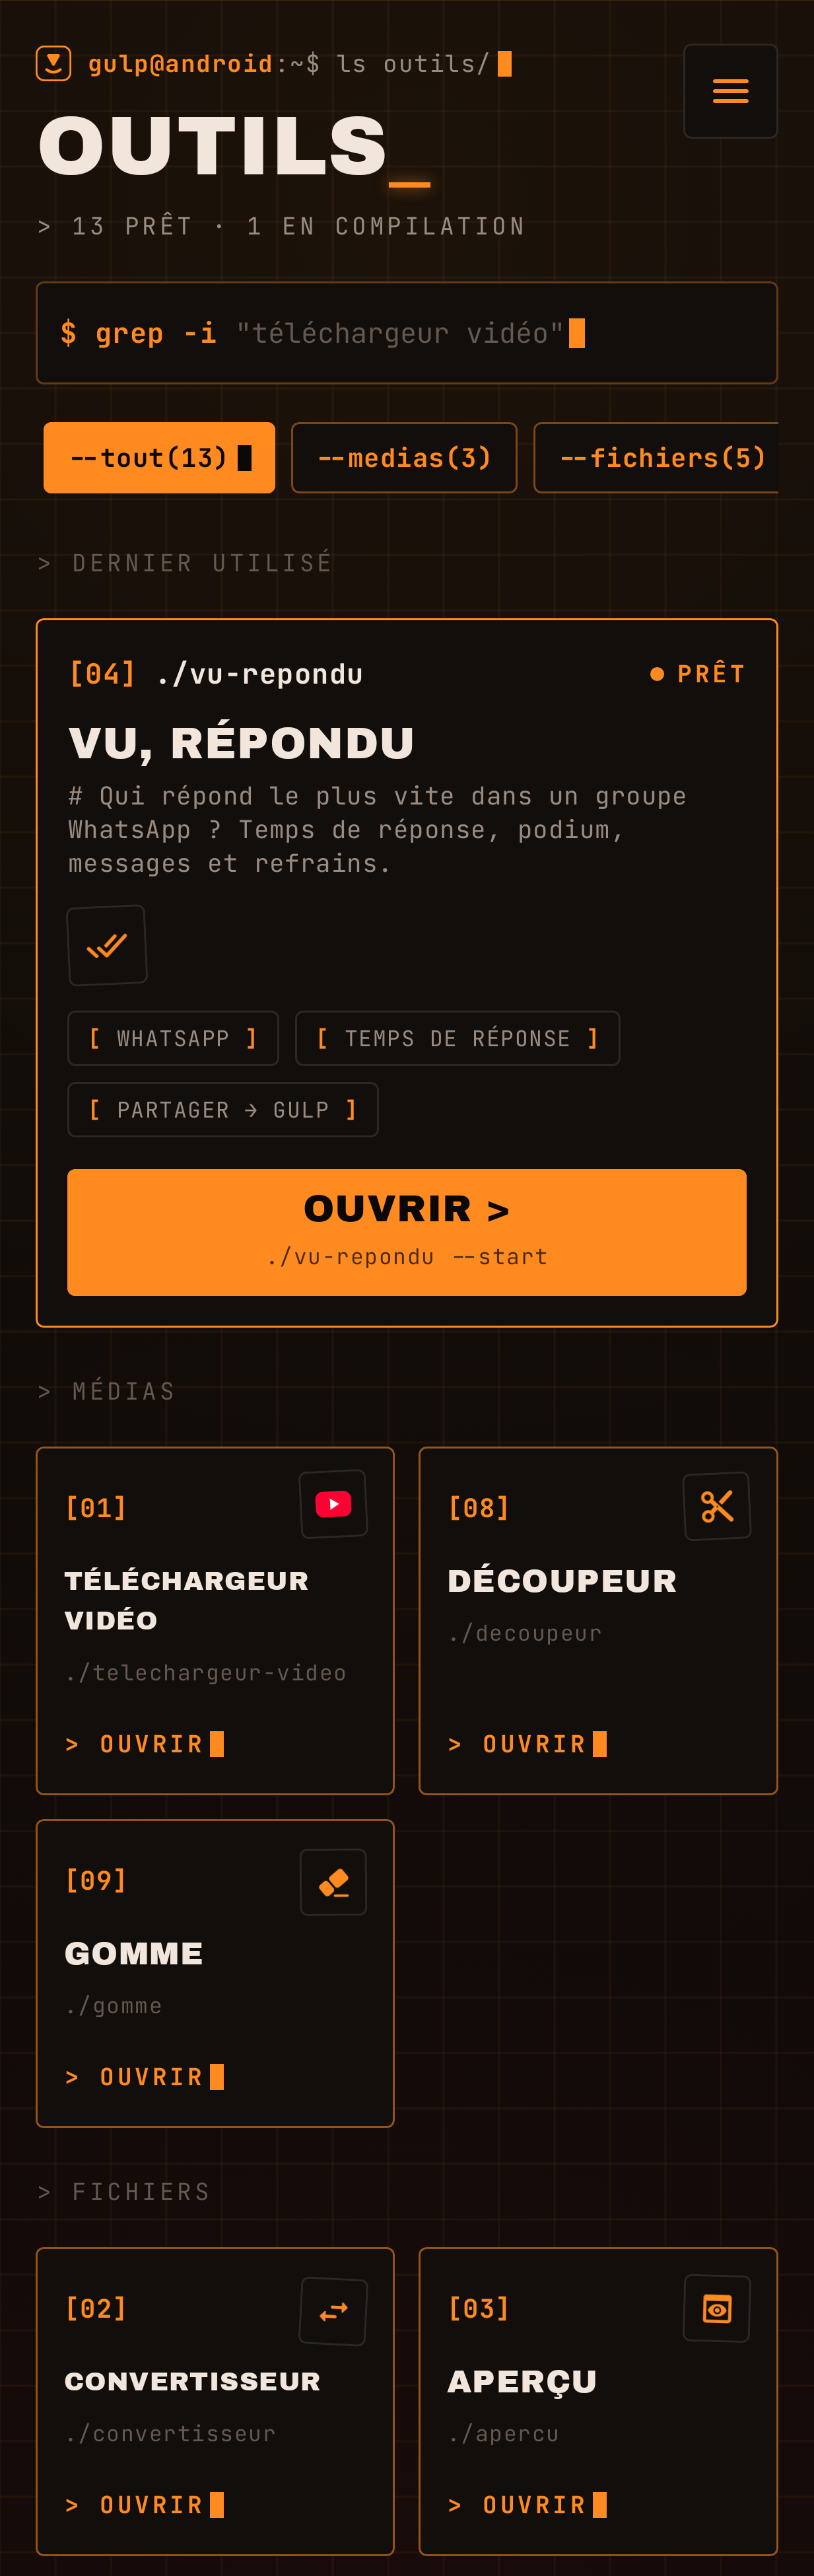 gulp@android:~$ ls outils/
OUTILS_
> 13 PRÊT · 1 EN COMPILATION
$ grep -i "téléchargeur vidéo"
--tout(13) --medias(3) --fichiers(5)
> DERNIER UTILISÉ
[04] ./vu-repondu ● PRÊT
VU, RÉPONDU
# Qui répond le plus vite dans un groupe
WhatsApp ? Temps de réponse, podium,
messages et refrains.
[ WHATSAPP ] [ TEMPS DE RÉPONSE ]
[ PARTAGER → GULP ]
OUVRIR >
./vu-repondu --start
> MÉDIAS
[01]
TÉLÉCHARGEUR
VIDÉO
./telechargeur-video
> OUVRIR
[08]
DÉCOUPEUR
./decoupeur
> OUVRIR
[09]
GOMME
./gomme
> OUVRIR
> FICHIERS
[02]
CONVERTISSEUR
./convertisseur
> OUVRIR
[03]
APERÇU
./apercu
> OUVRIR